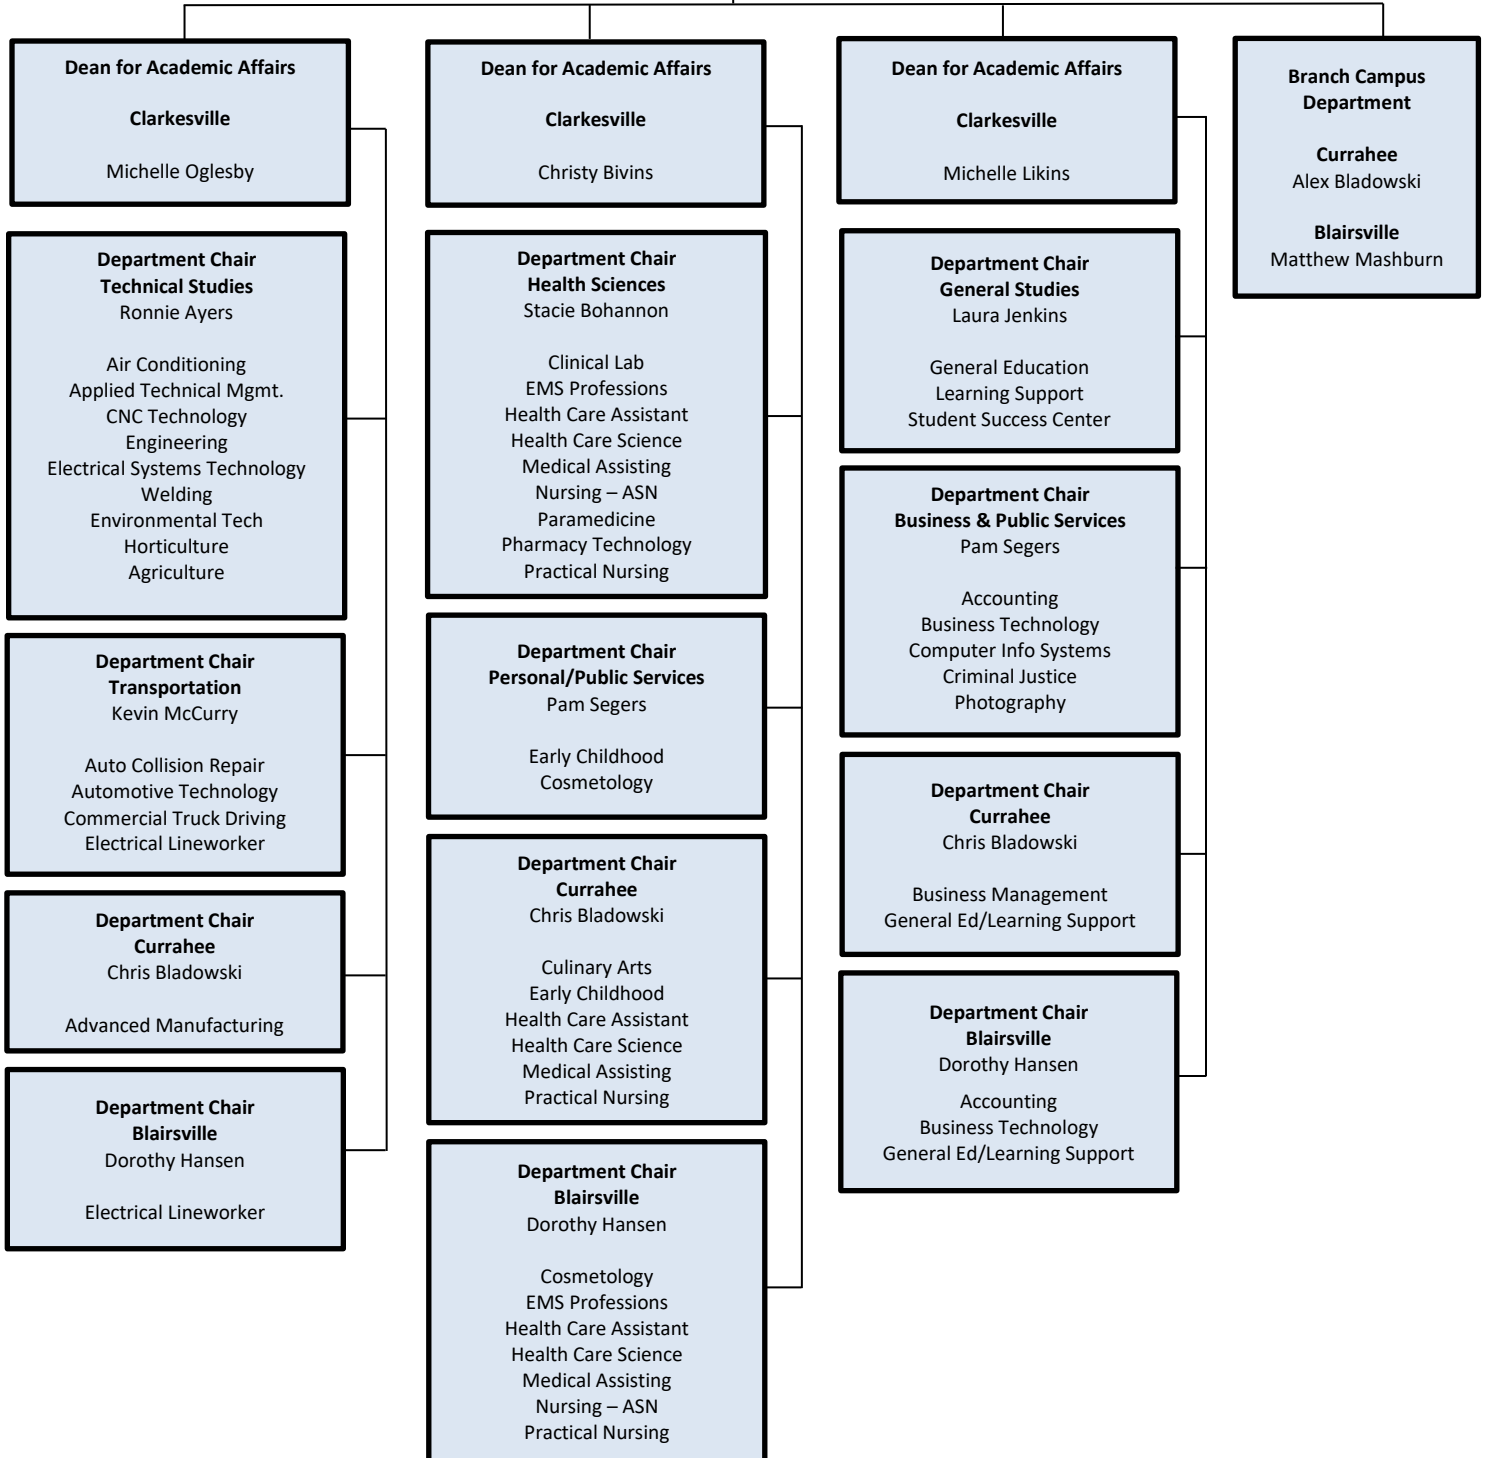 Dean for Academic Affairs
Clarkesville
Michelle Oglesby
Department Chair
Technical Studies
Ronnie Ayers
Air Conditioning
Applied Technical Mgmt.
CNC Technology
Engineering
Electrical Systems Technology
Welding
Environmental Tech
Horticulture
Agriculture
Department Chair
Transportation
Kevin McCurry
Auto Collision Repair
Automotive Technology
Commercial Truck Driving
Electrical Lineworker
Department Chair
Currahee
Chris Bladowski
Advanced Manufacturing
Department Chair
Blairsville
Dorothy Hansen
Electrical Lineworker
Dean for Academic Affairs
Clarkesville
Christy Bivins
Department Chair
Health Sciences
Stacie Bohannon
Clinical Lab
EMS Professions
Health Care Assistant
Health Care Science
Medical Assisting
Nursing – ASN
Paramedicine
Pharmacy Technology
Practical Nursing
Department Chair
Personal/Public Services
Pam Segers
Early Childhood
Cosmetology
Department Chair
Currahee
Chris Bladowski
Culinary Arts
Early Childhood
Health Care Assistant
Health Care Science
Medical Assisting
Practical Nursing
Department Chair
Blairsville
Dorothy Hansen
Cosmetology
EMS Professions
Health Care Assistant
Health Care Science
Medical Assisting
Nursing – ASN
Practical Nursing
Dean for Academic Affairs
Clarkesville
Michelle Likins
Department Chair
General Studies
Laura Jenkins
General Education
Learning Support
Student Success Center
Department Chair
Business & Public Services
Pam Segers
Accounting
Business Technology
Computer Info Systems
Criminal Justice
Photography
Department Chair
Currahee
Chris Bladowski
Business Management
General Ed/Learning Support
Department Chair
Blairsville
Dorothy Hansen
Accounting
Business Technology
General Ed/Learning Support
Branch Campus
Department
Currahee
Alex Bladowski
Blairsville
Matthew Mashburn